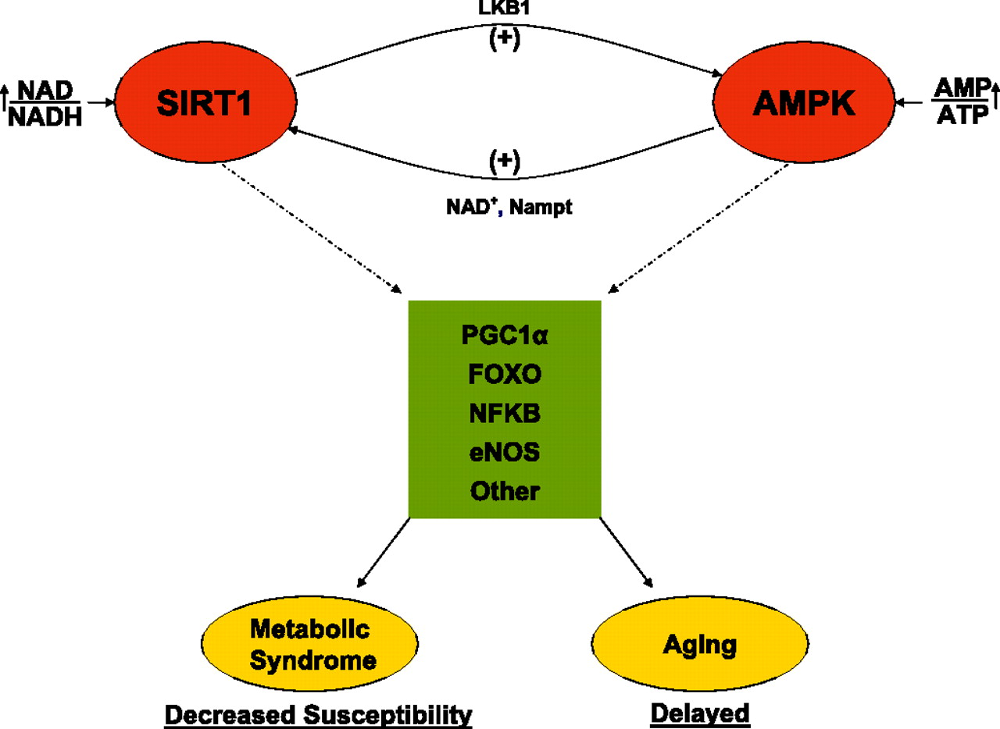 LKB1
(+)
↑NAD
NADH
SIRT1
AMPK
AMP↑
ATP
(+)
NAD⁺, Nampt
PGC1α
FOXO
NFKB
eNOS
Other
Metabolic
Syndrome
Aging
Decreased Susceptibility
Delayed